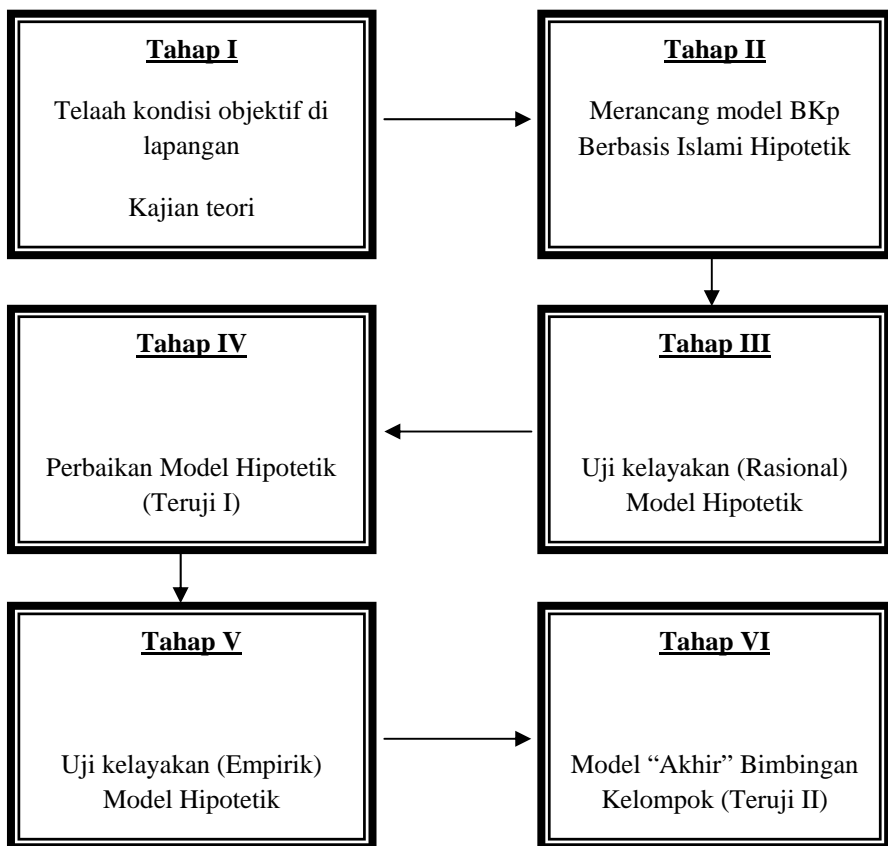 Tahap I
Telaah kondisi objektif di
lapangan
Kajian teori
Tahap II
Merancang model BKp
Berbasis Islami Hipotetik
Tahap III
Uji kelayakan (Rasional)
Model Hipotetik
Tahap IV
Perbaikan Model Hipotetik
(Teruji I)
Tahap V
Uji kelayakan (Empirik)
Model Hipotetik
Tahap VI
Model “Akhir” Bimbingan
Kelompok (Teruji II)